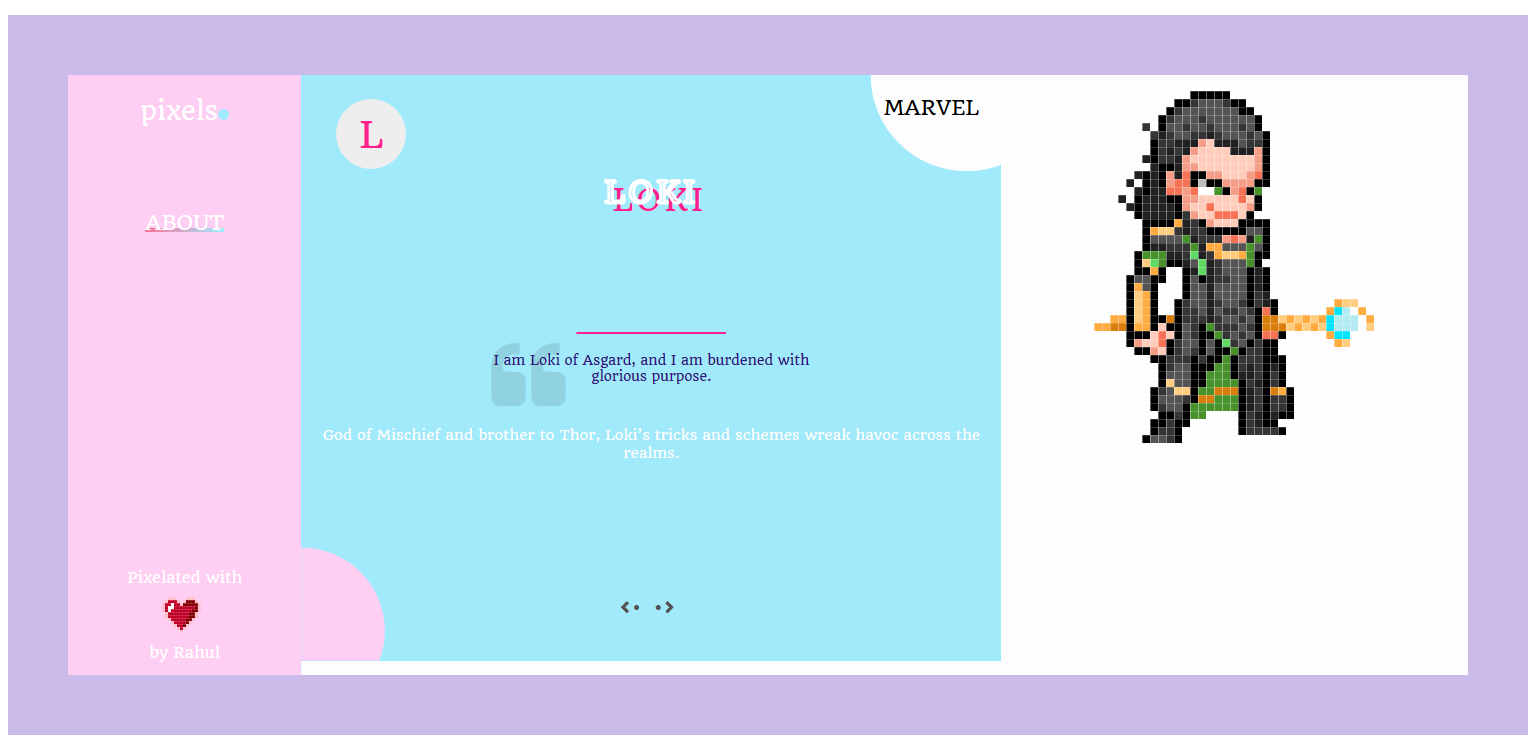 pixels.
ABOUT
Pixelated with
by Rahul
L
MARVEL
LOKI
I am Loki of Asgard, and I am burdened with
glorious purpose.
God of Mischief and brother to Thor, Loki's tricks and schemes wreak havoc across the
realms.